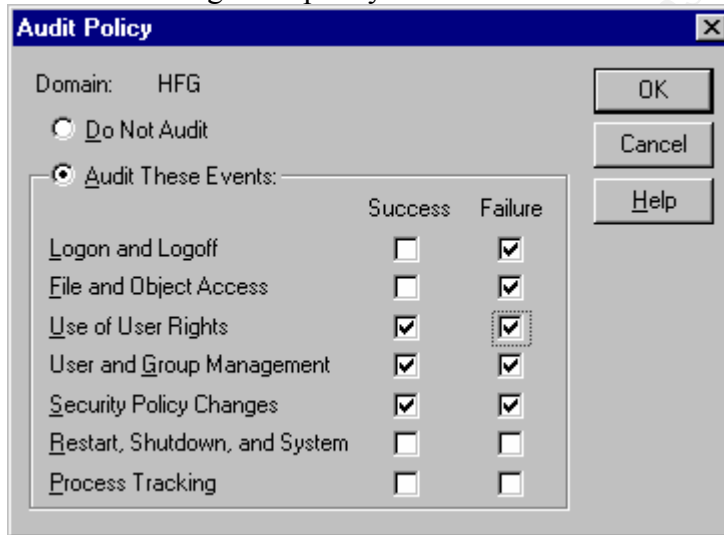 Audit Policy
Domain: HFG
Do Not Audit
Audit These Events:
Success Failure
Logon and Logoff
File and Object Access
Use of User Rights
User and Group Management
Security Policy Changes
Restart, Shutdown, and System
Process Tracking
OK
Cancel
Help